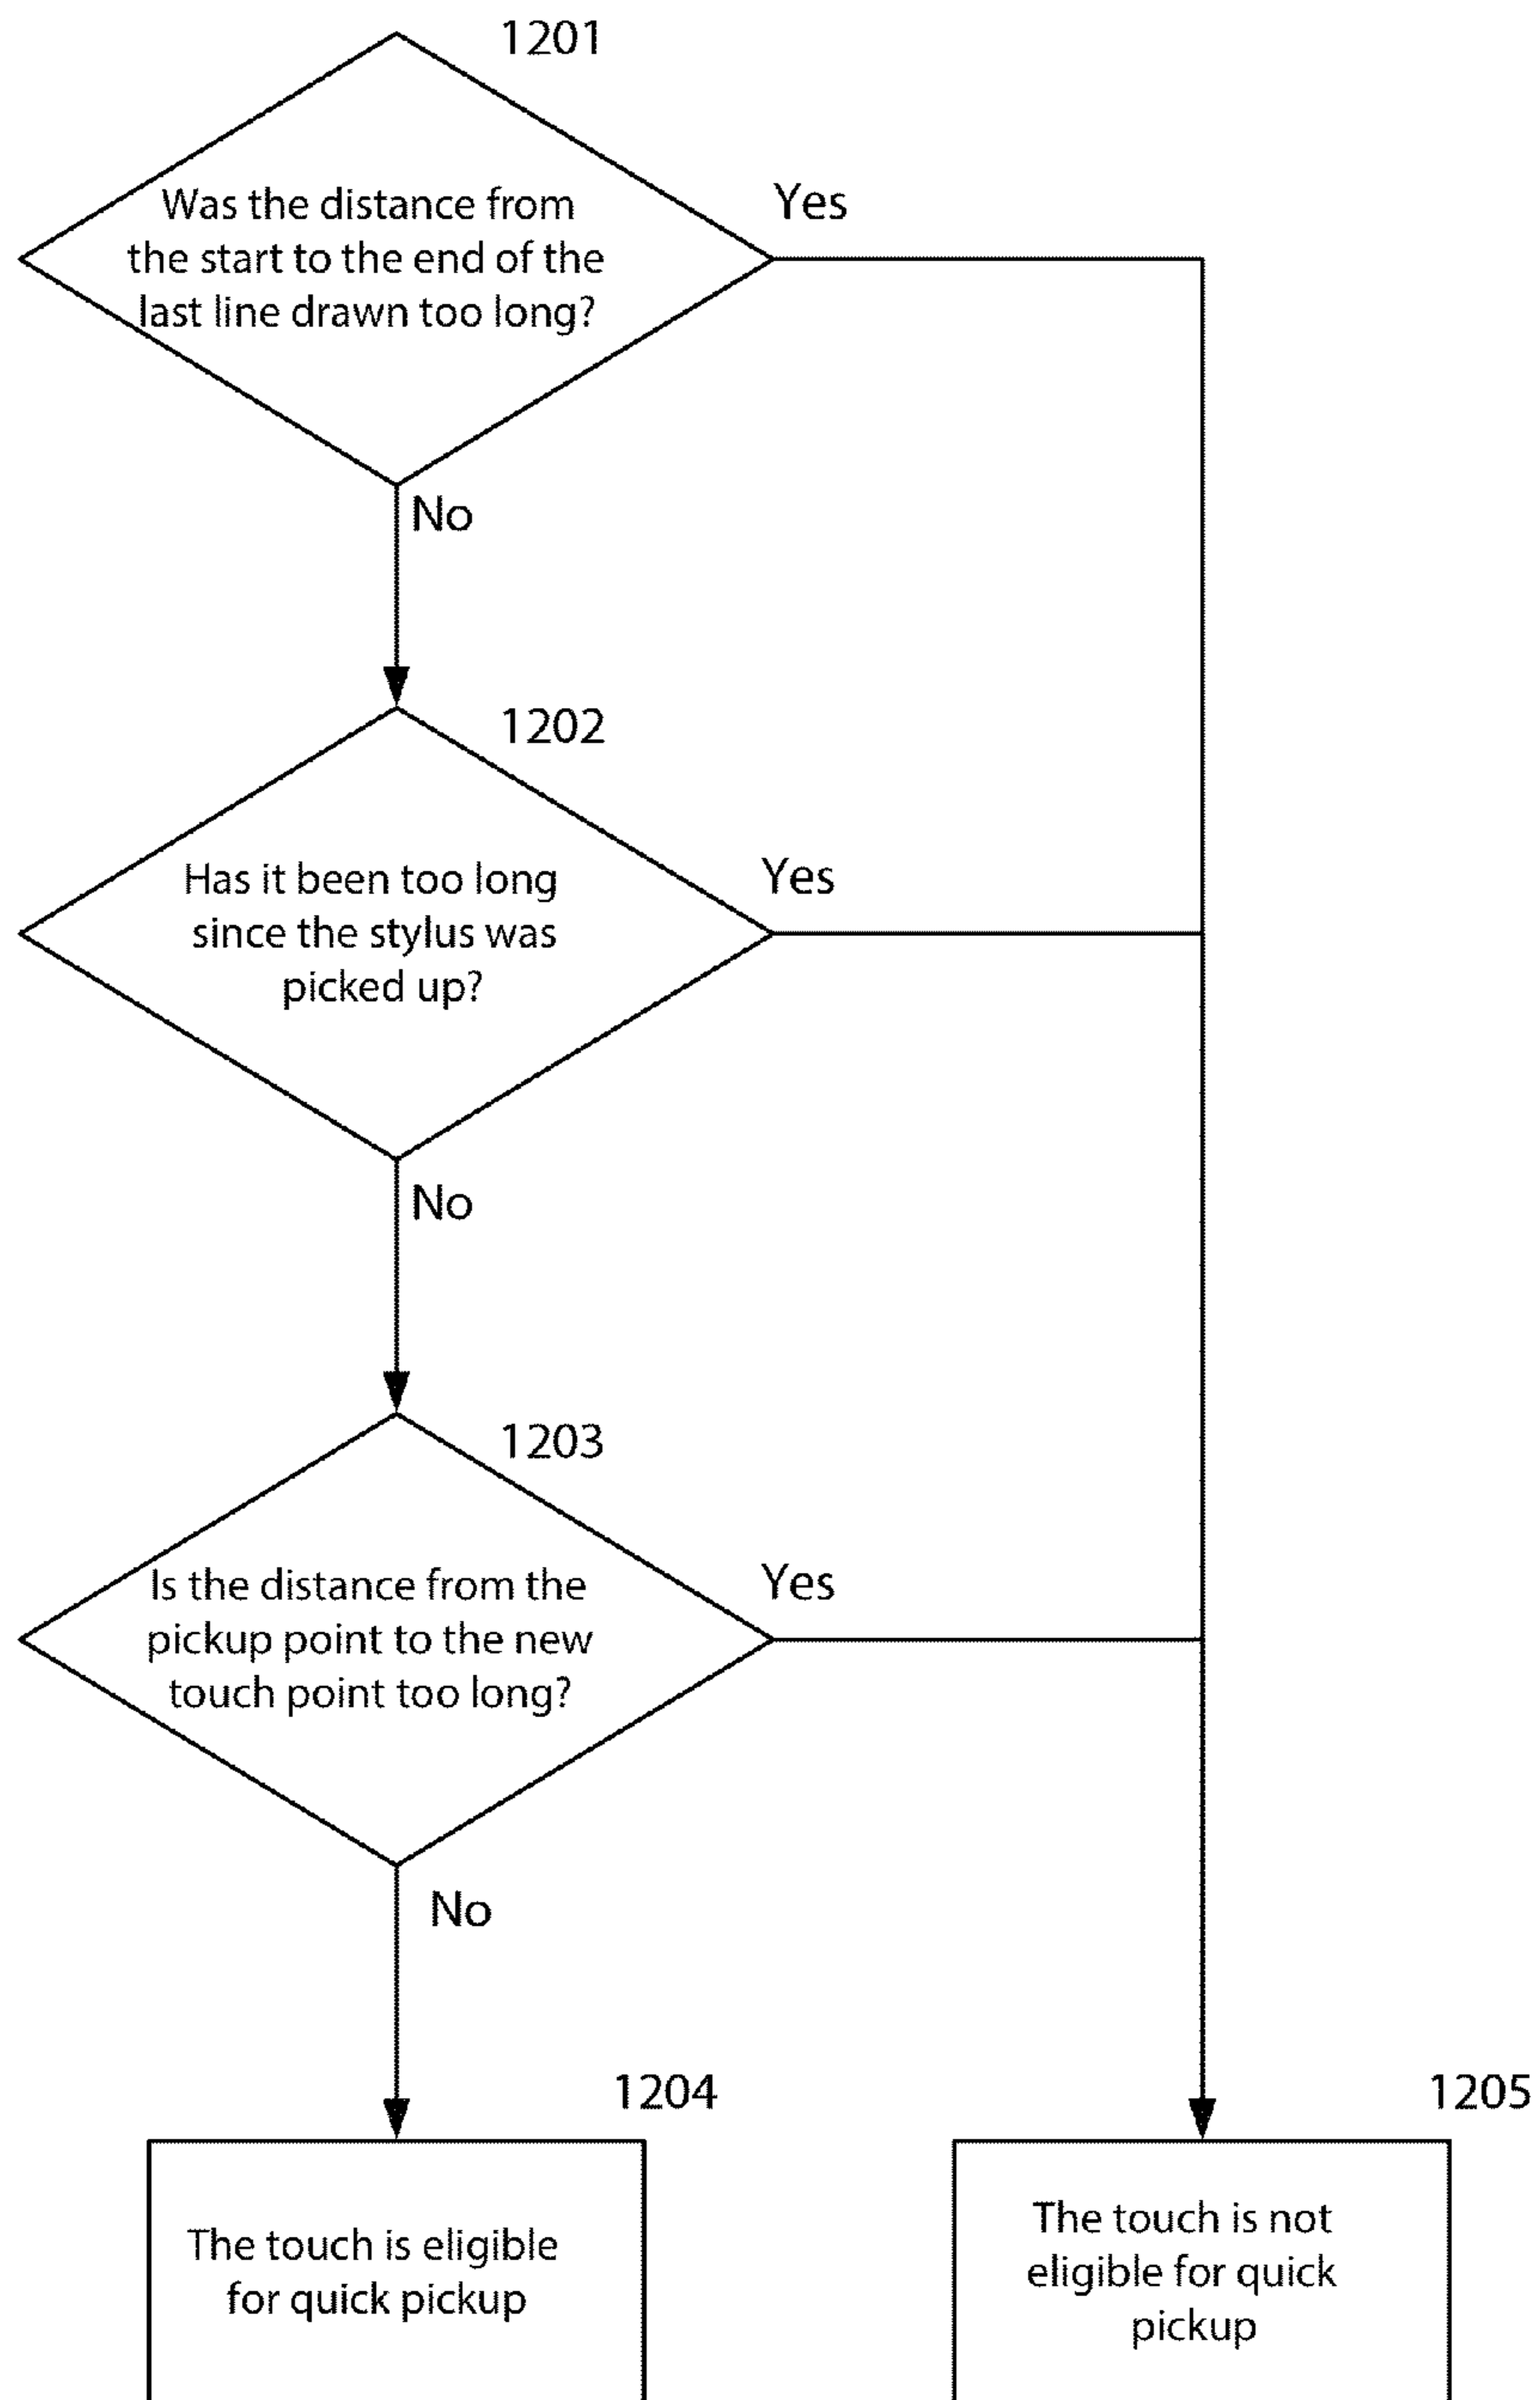 1201
Was the distance from
the start to the end of the
last line drawn too long?
Yes
No
1202
Has it been too long
since the stylus was
picked up?
Yes
No
1203
Is the distance from the
pickup point to the new
touch point too long?
Yes
No
1204
The touch is eligible
for quick pickup
1205
The touch is not
eligible for quick
pickup